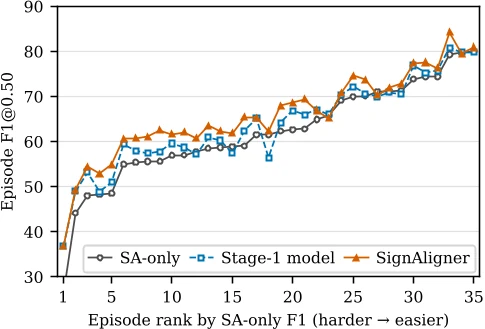 Episode F1@0.50
90
80
70
60
50
40
30
SA-only
Stage-1 model
SignAligner
1 5 10 15 20 25 30 35
Episode rank by SA-only F1 (harder → easier)